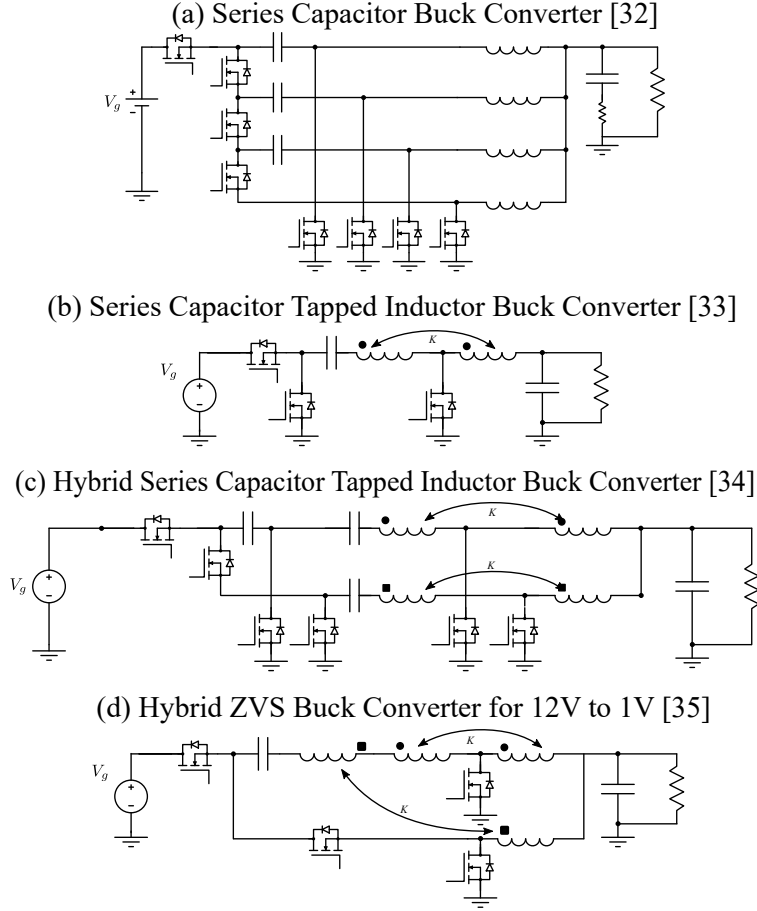 (a) Series Capacitor Buck Converter [32]
V_g
+
−
(b) Series Capacitor Tapped Inductor Buck Converter [33]
K
V_g
+
−
(c) Hybrid Series Capacitor Tapped Inductor Buck Converter [34]
K
V_g
+
−
K
(d) Hybrid ZVS Buck Converter for 12V to 1V [35]
K
V_g
+
−
K